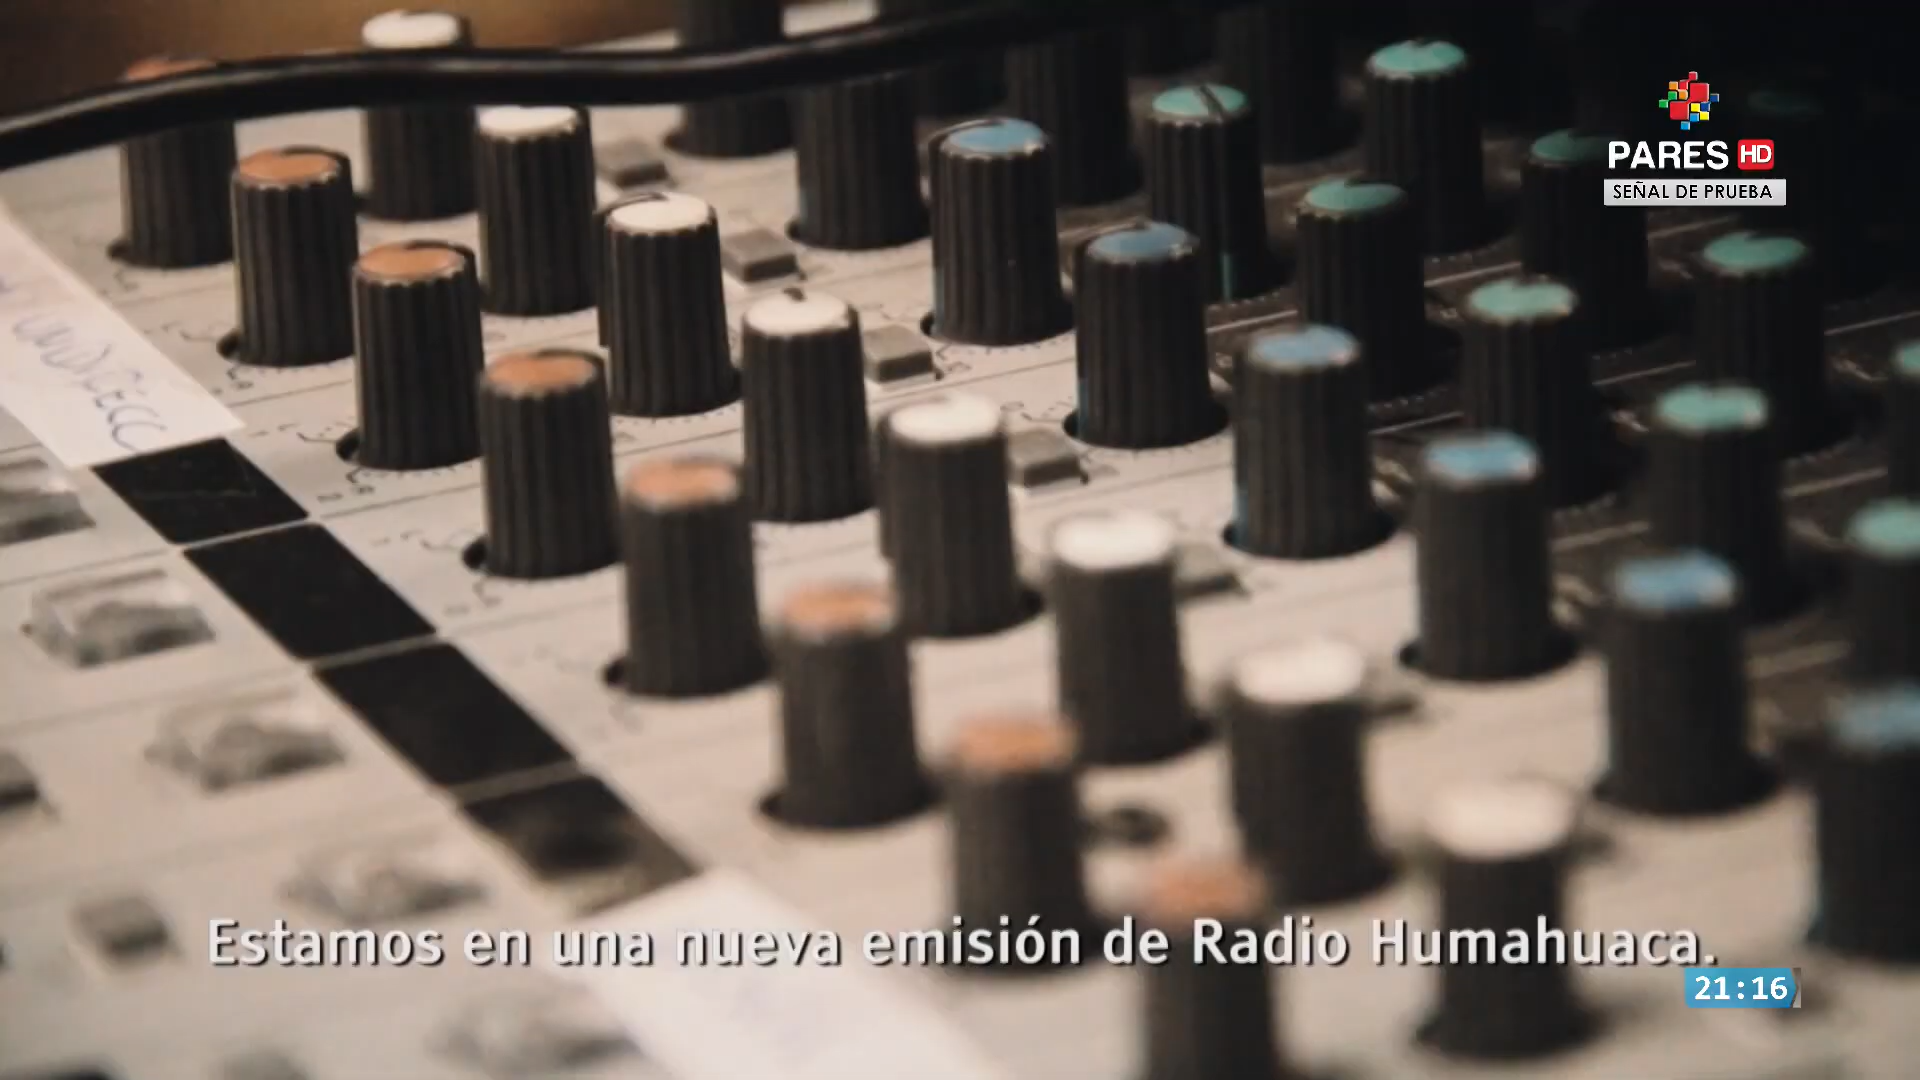 PARES HD
SEÑAL DE PRUEBA
Estamos en una nueva emisión de Radio Humahuaca.
21:16